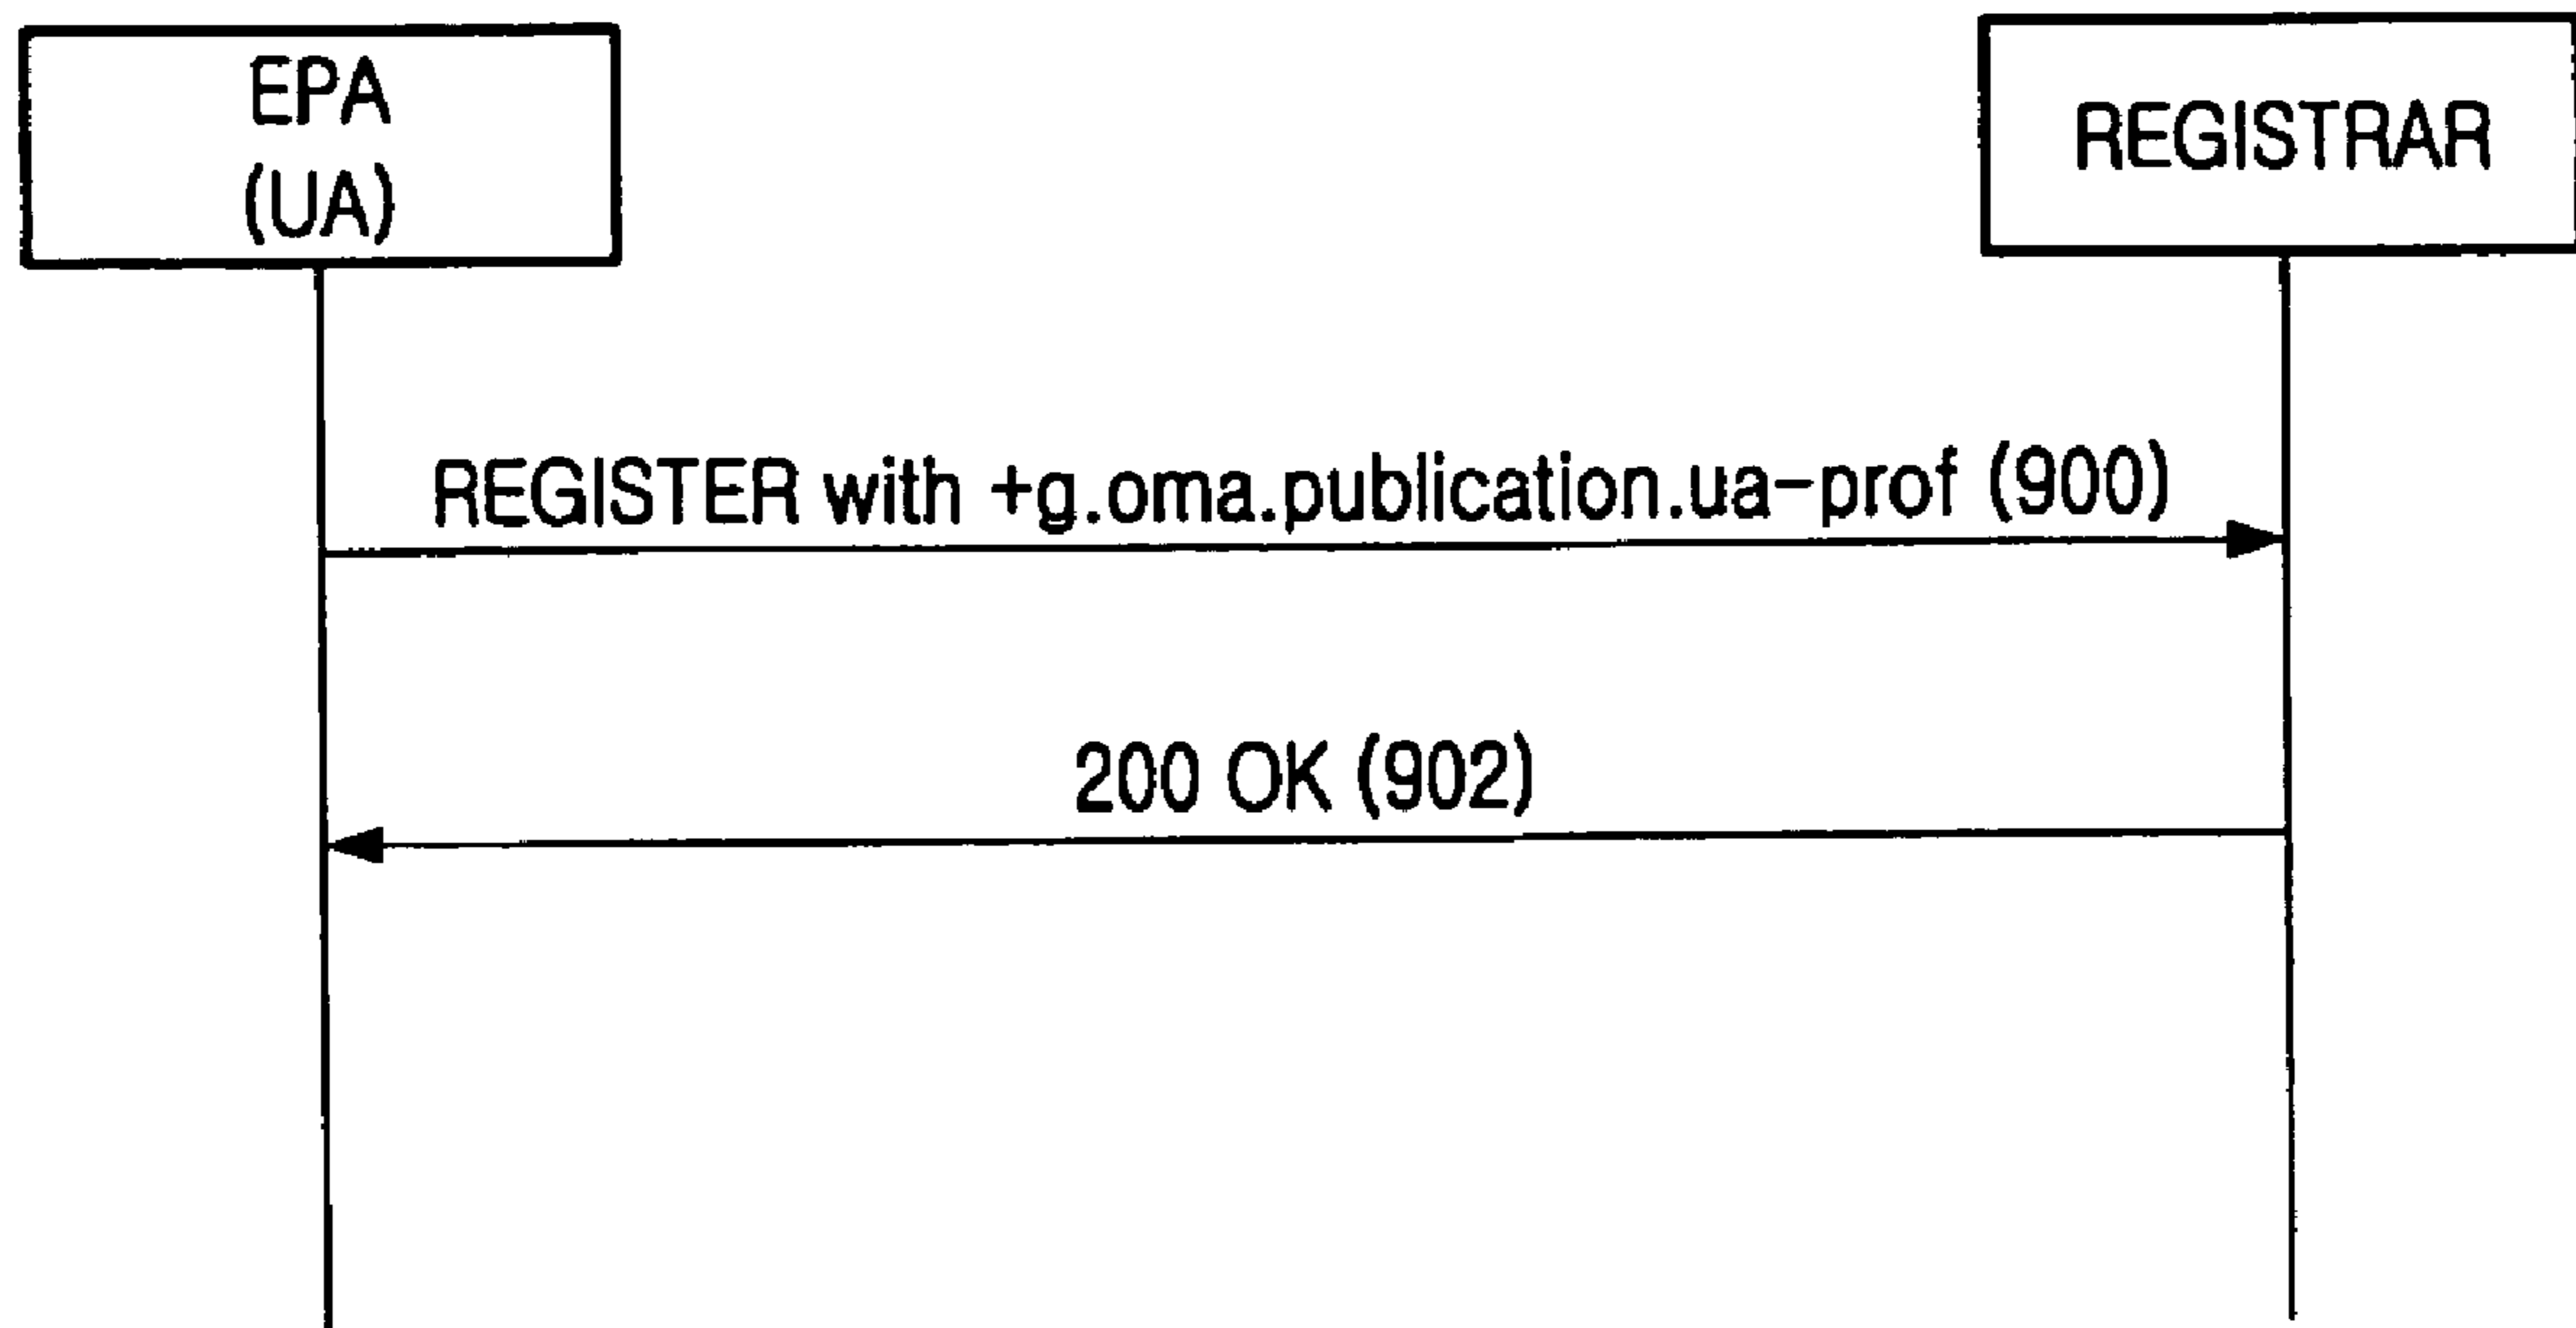 EPA
(UA)
REGISTRAR
REGISTER with +g.oma.publication.ua-prof (900)
200 OK (902)